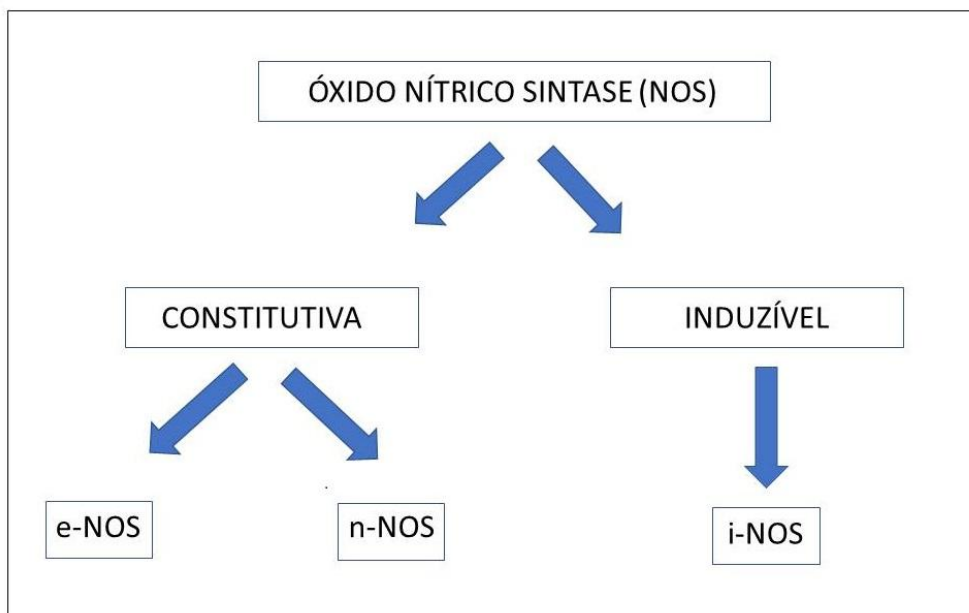 ÓXIDO NÍTRICO SINTASE (NOS)
CONSTITUTIVA
INDUZÍVEL
e-NOS
n-NOS
i-NOS